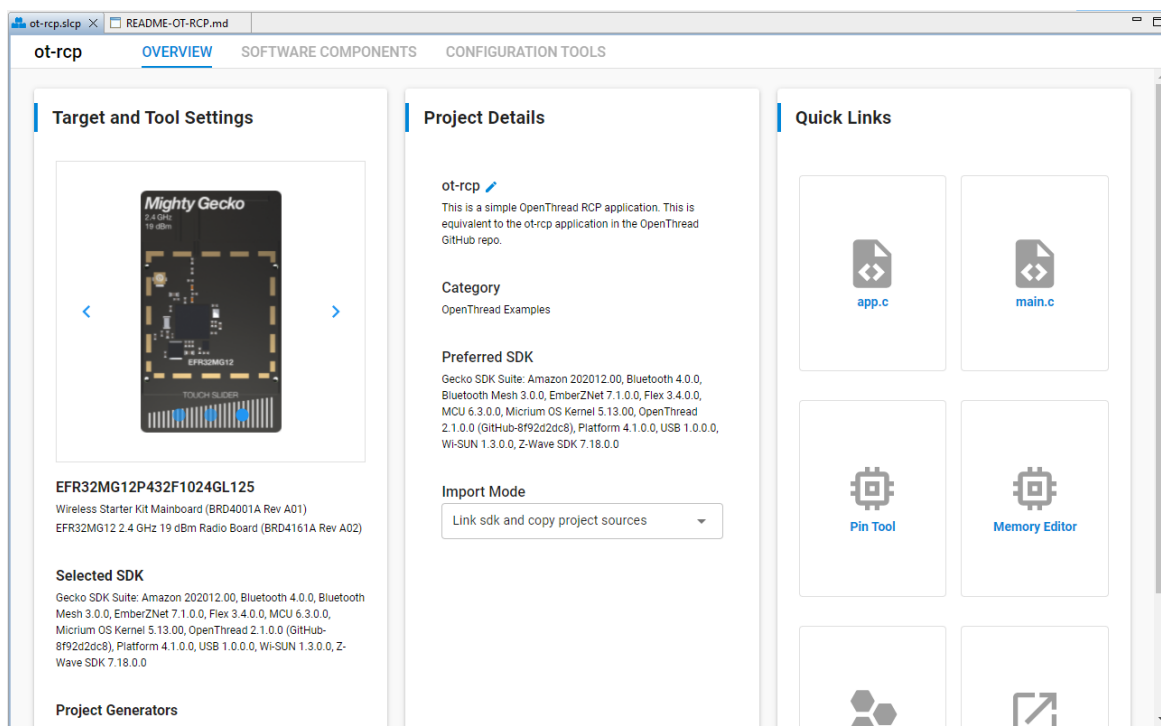 ot-rcp.slcp
README-OT-RCP.md
ot-rcp
OVERVIEW
SOFTWARE COMPONENTS
CONFIGURATION TOOLS
Target and Tool Settings
Mighty Gecko
2.4 GHz
19 dBm
EFR32MG12
TOUCH SLIDER
EFR32MG12P432F1024GL125
Wireless Starter Kit Mainboard (BRD4001A Rev A01)
EFR32MG12 2.4 GHz 19 dBm Radio Board (BRD4161A Rev A02)
Selected SDK
Gecko SDK Suite: Amazon 202012.00, Bluetooth 4.0.0, Bluetooth
Mesh 3.0.0, EmberZNet 7.1.0.0, Flex 3.4.0.0, MCU 6.3.0.0,
Micrium OS Kernel 5.13.00, OpenThread 2.1.0.0 (GitHub-
8f92d2dc8), Platform 4.1.0.0, USB 1.0.0.0, Wi-SUN 1.3.0.0, Z-
Wave SDK 7.18.0.0
Project Generators
Project Details
ot-rcp
This is a simple OpenThread RCP application. This is
equivalent to the ot-rcp application in the OpenThread
GitHub repo.
Category
OpenThread Examples
Preferred SDK
Gecko SDK Suite: Amazon 202012.00, Bluetooth 4.0.0,
Bluetooth Mesh 3.0.0, EmberZNet 7.1.0.0, Flex 3.4.0.0,
MCU 6.3.0.0, Micrium OS Kernel 5.13.00, OpenThread
2.1.0.0 (GitHub-8f92d2dc8), Platform 4.1.0.0, USB 1.0.0.0,
Wi-SUN 1.3.0.0, Z-Wave SDK 7.18.0.0
Import Mode
Link sdk and copy project sources
Quick Links
app.c
main.c
Pin Tool
Memory Editor